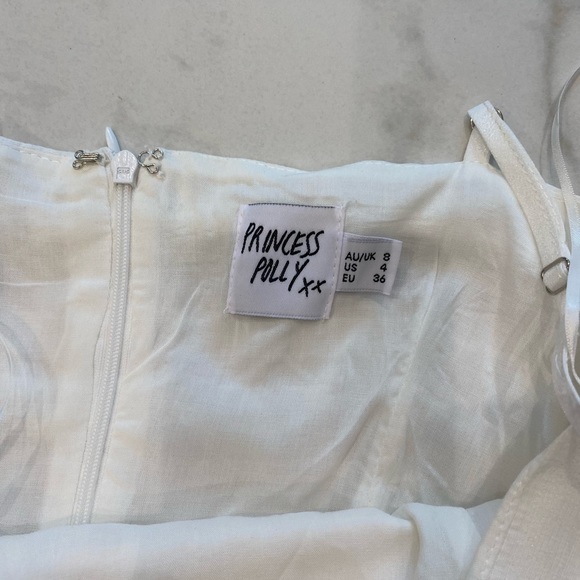 PRINCESS
POLLY xx
AU/UK 8
US 4
EU 36